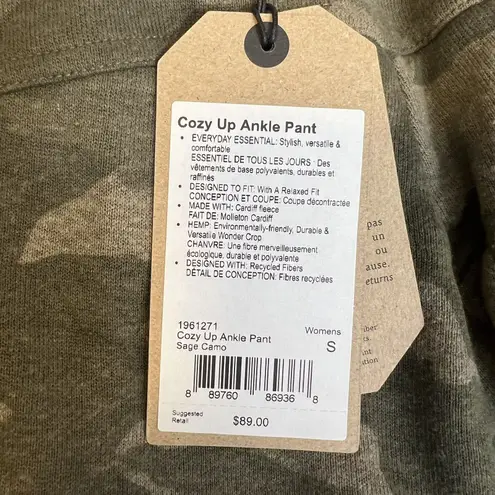 Cozy Up Ankle Pant
• EVERYDAY ESSENTIAL: Stylish, versatile &
comfortable
ESSENTIEL DE TOUS LES JOURS : Des
vêtements de base polyvalents, durables et
raffinés
• DESIGNED TO FIT: With A Relaxed Fit
CONCEPTION ET COUPE: Coupe décontractée
• MADE WITH: Cardiff fleece
FAIT DE: Molleton Cardiff
• HEMP: Environmentally-friendly, Durable &
Versatile Wonder Crop
CHANVRE: Une fibre merveilleusement
écologique, durable et polyvalente
• DESIGNED WITH: Recycled Fibers
DÉTAIL DE CONCEPTION: Fibres recyclées
1961271
Womens
Cozy Up Ankle Pant
S
Sage Camo
8 89760 86936 8
Suggested
Retail
$89.00
pas
un
ou
ause.
eturns